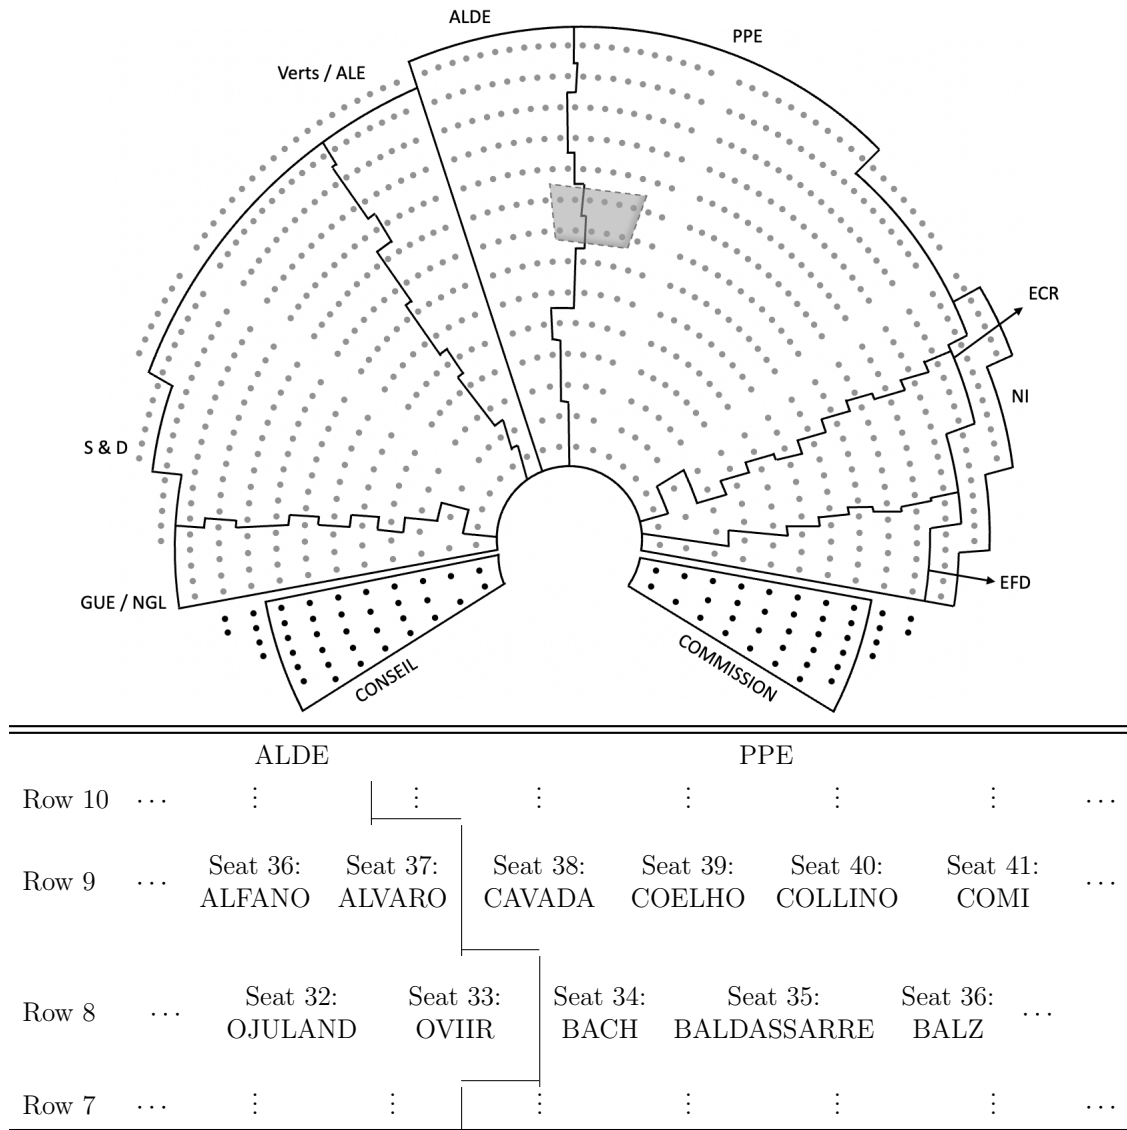 ALDE
PPE
Verts / ALE
ECR
NI
S & D
EFD
GUE / NGL
CONSEIL
COMMISSION
ALDE PPE
Row 10 ... ⋮ ⋮ ⋮ ⋮ ⋮ ⋮ ...
Seat 36: Seat 37: Seat 38: Seat 39: Seat 40: Seat 41:
Row 9 ... ...
ALFANO ALVARO CAVADA COELHO COLLINO COMI
Seat 32: Seat 33: Seat 34: Seat 35: Seat 36:
Row 8 ... ...
OJULAND OVIIR BACH BALDASSARRE BALZ
Row 7 ... ⋮ ⋮ ⋮ ⋮ ⋮ ⋮ ...